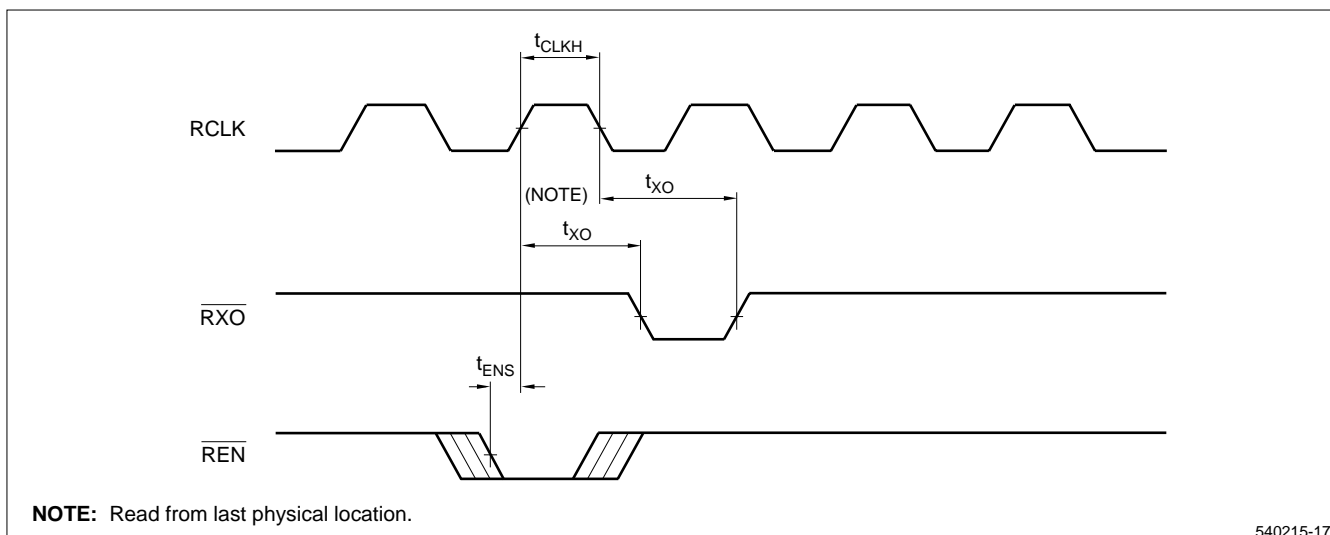 tCLKH
RCLK
(NOTE)
tXO
tXO
RXO
tENS
REN
NOTE: Read from last physical location.
540215-17